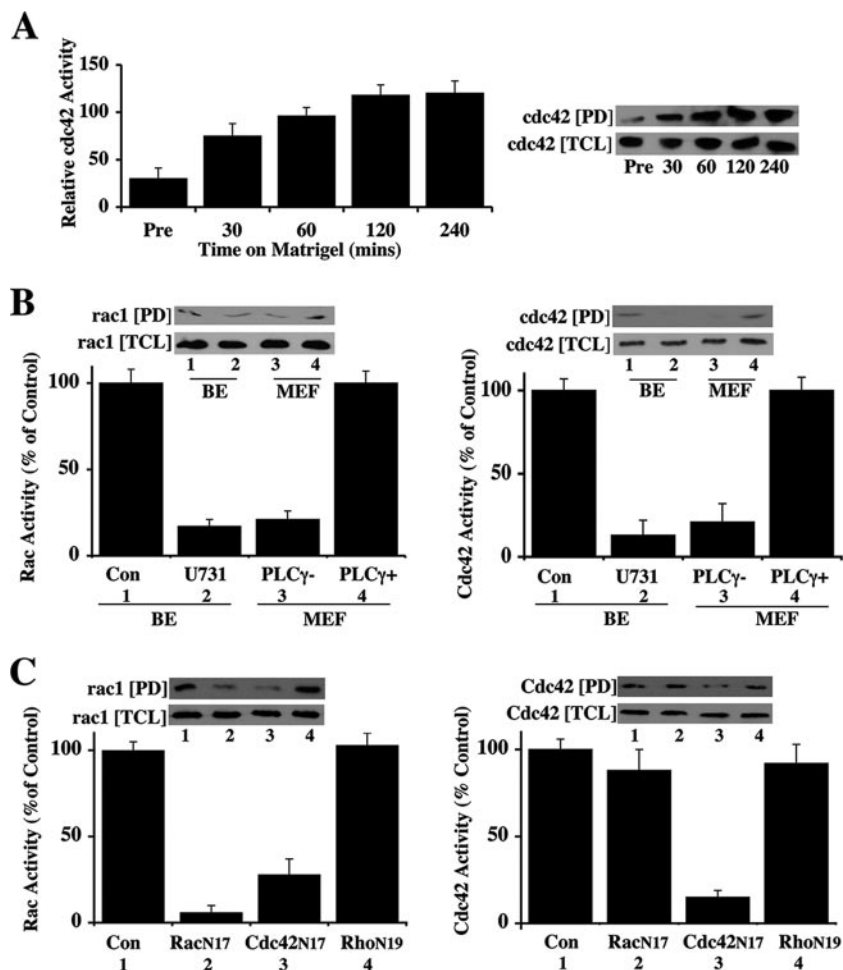 A
Relative cdc42 Activity
150
100
50
0
Pre 30 60 120 240
Time on Matrigel (mins)
cdc42 [PD]
cdc42 [TCL]
Pre 30 60 120 240
B
rac1 [PD]
rac1 [TCL]
1 2 3 4
BE MEF
Rac Activity (% of Control)
100
50
0
Con U731 PLCγ- PLCγ+
1 2 3 4
BE MEF
cdc42 [PD]
cdc42 [TCL]
1 2 3 4
BE MEF
Cdc42 Activity (% of Control)
100
50
0
Con U731 PLCγ- PLCγ+
1 2 3 4
BE MEF
C
rac1 [PD]
rac1 [TCL]
1 2 3 4
Rac Activity (%of Control)
100
50
0
Con RacN17 Cdc42N17 RhoN19
1 2 3 4
Cdc42 [PD]
Cdc42 [TCL]
1 2 3 4
Cdc42 Activity (% Control)
100
50
0
Con RacN17 Cdc42N17 RhoN19
1 2 3 4